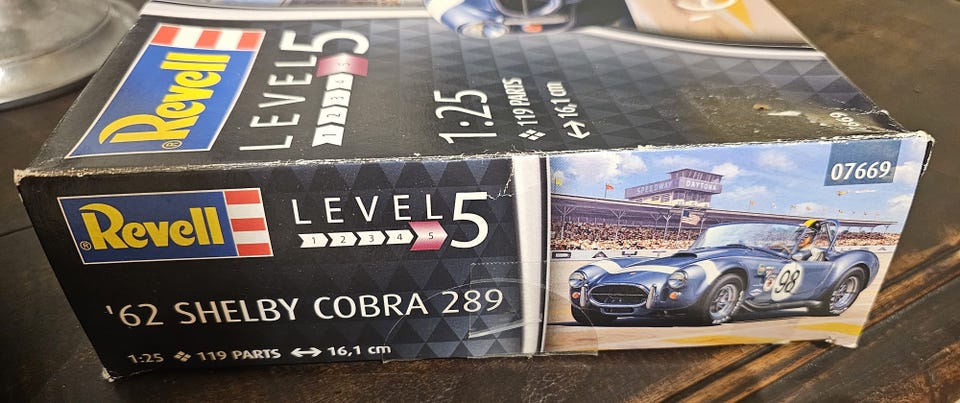 Revell
LEVEL 5
1 2 3 4 5
1:25
119 PARTS
16,1 cm
Revell
LEVEL 5
1 2 3 4 5
'62 SHELBY COBRA 289
1:25 119 PARTS 16,1 cm
07669
SPEEDWAY DAYTONA
98